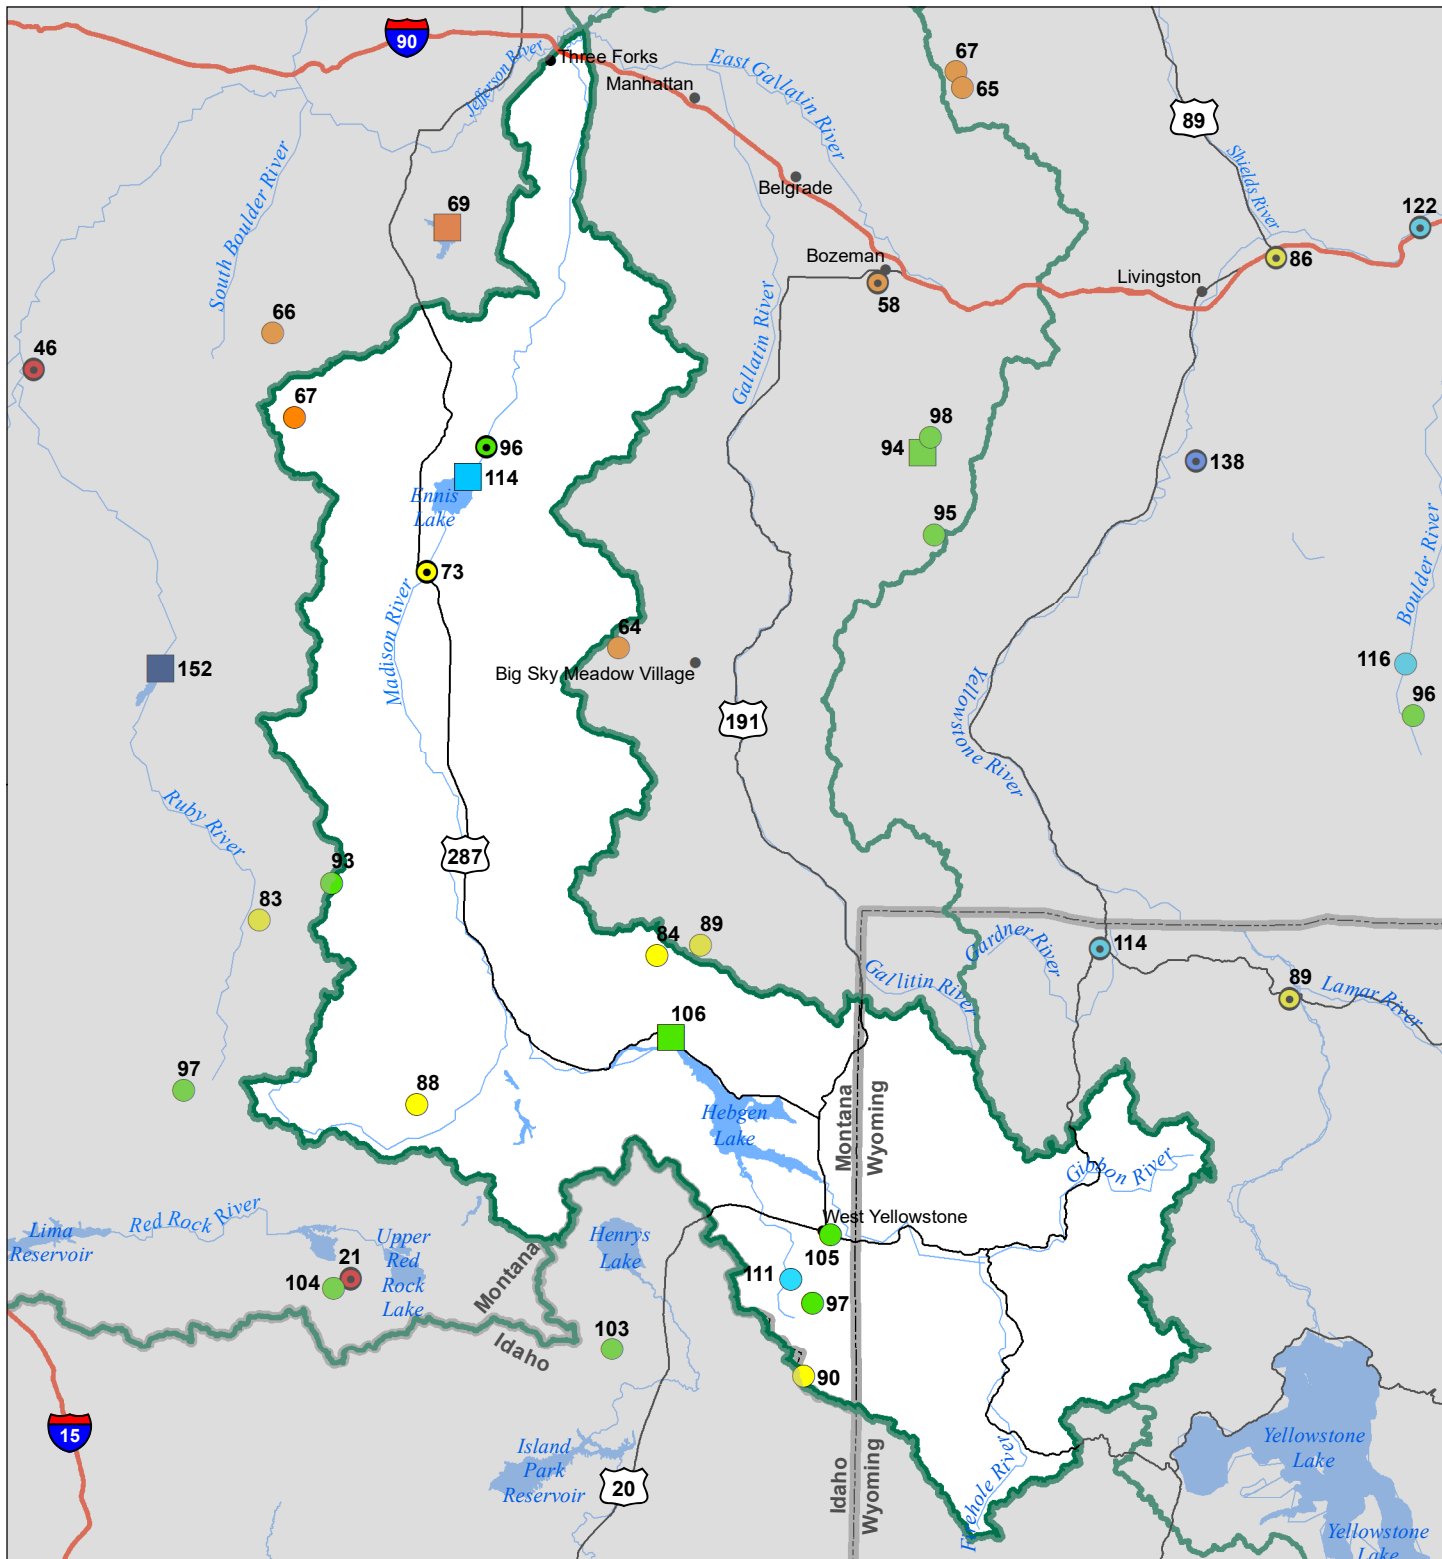 90
Three Forks
Jefferson River
Manhattan
East Gallatin River
67
65
89
Shields River
Belgrade
South Boulder River
69
122
Bozeman
86
58
Livingston
Gallatin River
66
46
67
98
94
96
114
Ennis
Lake
138
95
Boulder River
73
Madison River
64
Big Sky Meadow Village
152
116
96
Yellowstone River
191
Ruby River
287
93
83
84
89
Gardner River
114
Gallitin River
89
Lamar River
106
97
88
Hebgen
Lake
Montana
Wyoming
Gibbon River
Red Rock River
Lima
Reservoir
Upper
Red
Rock
Lake
Henrys
Lake
West Yellowstone
105
21
104
Montana
Idaho
111
97
103
90
15
Island
Park
Reservoir
20
Idaho
Wyoming
Firehole River
Yellowstone
Lake
Yellowstone
Lake